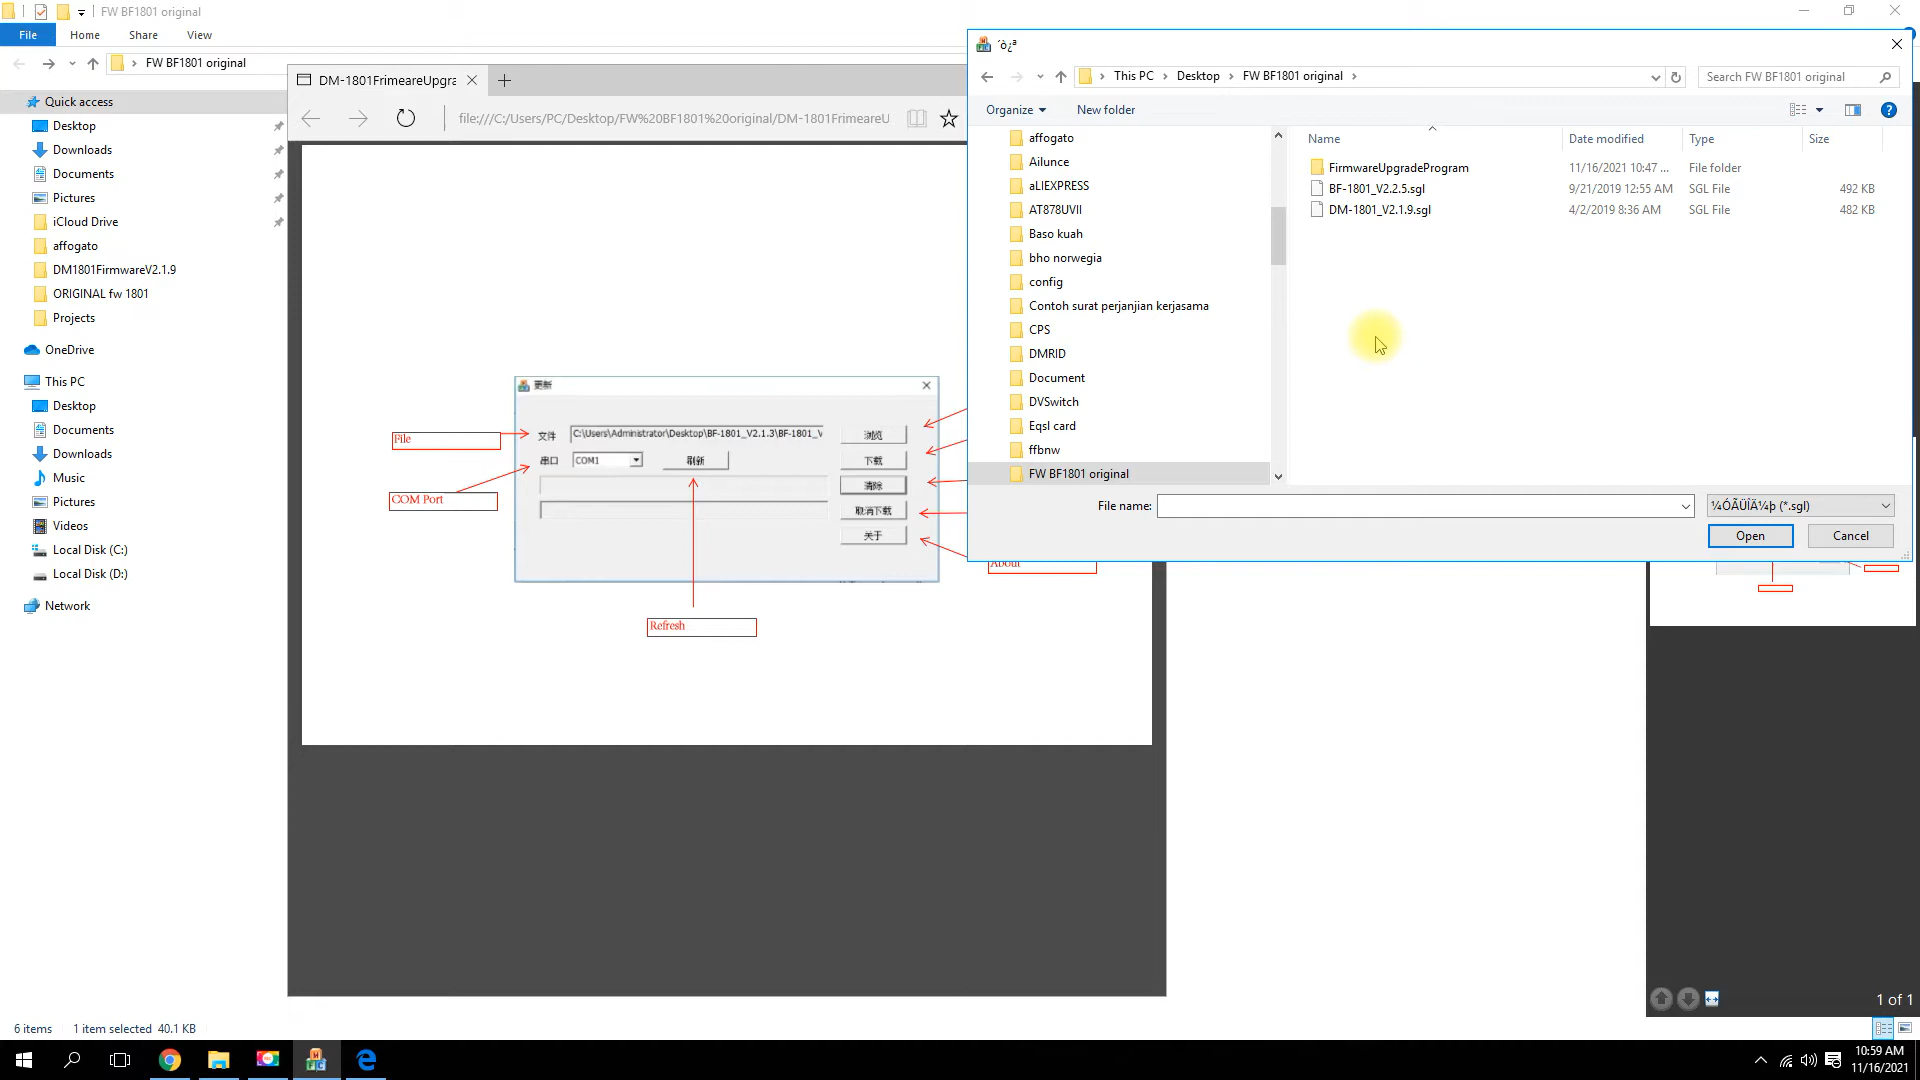 FW BF1801 original
File
Home
Share
View
FW BF1801 original
Quick access
Desktop
Downloads
Documents
Pictures
iCloud Drive
affogato
DM1801FirmwareV2.1.9
ORIGINAL fw 1801
Projects
OneDrive
This PC
Desktop
Documents
Downloads
Music
Pictures
Videos
Local Disk (C:)
Local Disk (D:)
Network
6 items
1 item selected 40.1 KB
DM-1801FrimeareUpgra
file:///C:/Users/PC/Desktop/FW%20BF1801%20original/DM-1801FrimeareU
更新
File
文件
C:\Users\Administrator\Desktop\BF-1801_V2.1.3\BF-1801_V
浏览
COM Port
串口
COM1
刷新
下载
清除
取消下载
关于
About
Refresh
´ò¿ª
This PC
Desktop
FW BF1801 original
Search FW BF1801 original
Organize
New folder
affogato
Ailunce
aLIEXPRESS
AT878UVII
Baso kuah
bho norwegia
config
Contoh surat perjanjian kerjasama
CPS
DMRID
Document
DVSwitch
Eqsl card
ffbnw
FW BF1801 original
Name
Date modified
Type
Size
FirmwareUpgradeProgram
11/16/2021 10:47 ...
File folder
BF-1801_V2.2.5.sgl
9/21/2019 12:55 AM
SGL File
492 KB
DM-1801_V2.1.9.sgl
4/2/2019 8:36 AM
SGL File
482 KB
File name:
¼ÓÃÜÎÄ¼þ (*.sgl)
Open
Cancel
1 of 1
10:59 AM
11/16/2021